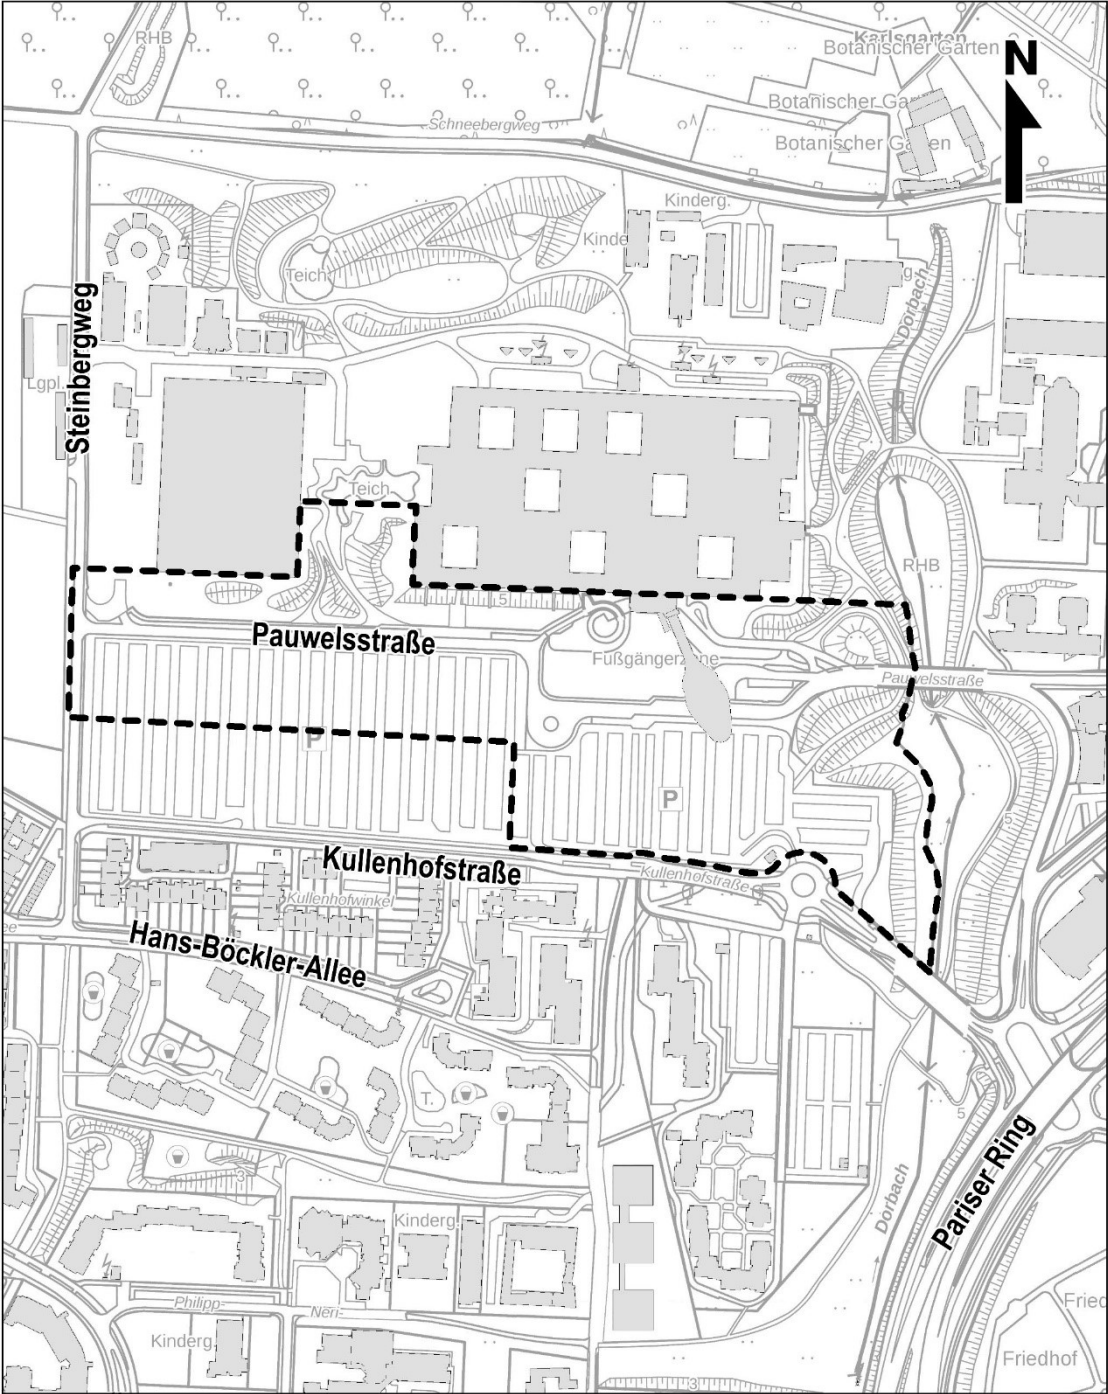 RHB
Karlsgarten
Botanischer Garten
N
Botanischer Ga
Schneebergweg
Botanischer Garten
Kinderg.
Kinde
Teich
g
Dorbach
Steinbergweg
Lgpl.
Teich
RHB
5
Pauwelsstraße
Fußgängerzone
Pauwelsstraße
P
P
5
Kullenhofstraße
Kullenhofstraße
Kullenhofwinkel
ee
Hans-Böckler-Allee
T.
5
Pariser Ring
3
Dorbach
Kinderg.
Philipp-
Neri-
Fried
Kinderg.
Friedhof
3